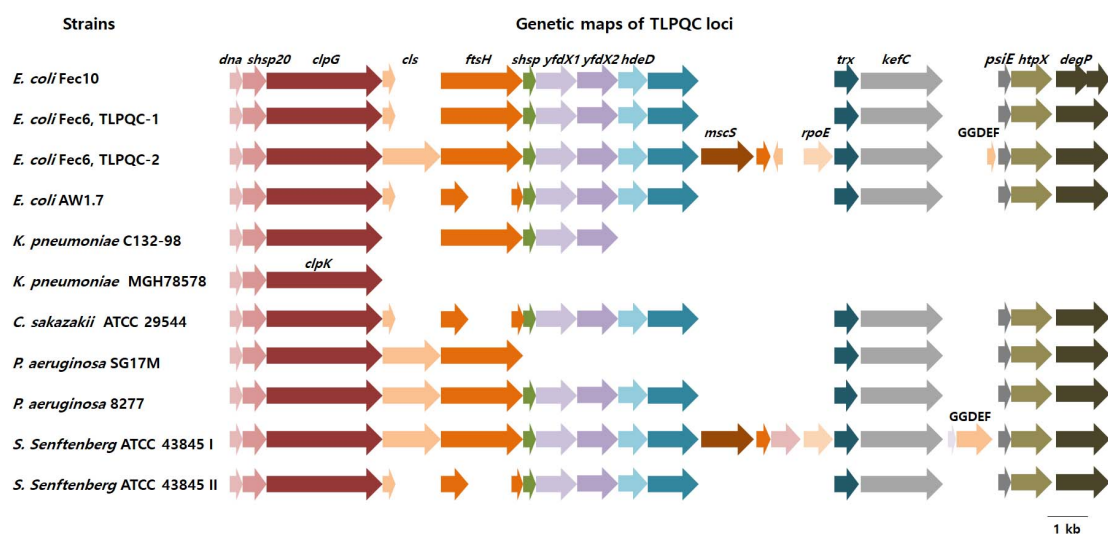 Strains Genetic maps of TLPQC loci
dna shsp20 clpG cls ftsH shsp yfdX1 yfdX2 hdeD trx kefC psiE htpX degP
E. coli Fec10
E. coli Fec6, TLPQC-1
mscS rpoE GGDEF
E. coli Fec6, TLPQC-2
E. coli AW1.7
K. pneumoniae C132-98
clpK
K. pneumoniae MGH78578
C. sakazakii ATCC 29544
P. aeruginosa SG17M
P. aeruginosa 8277
GGDEF
S. Senftenberg ATCC 43845 I
S. Senftenberg ATCC 43845 II
1 kb